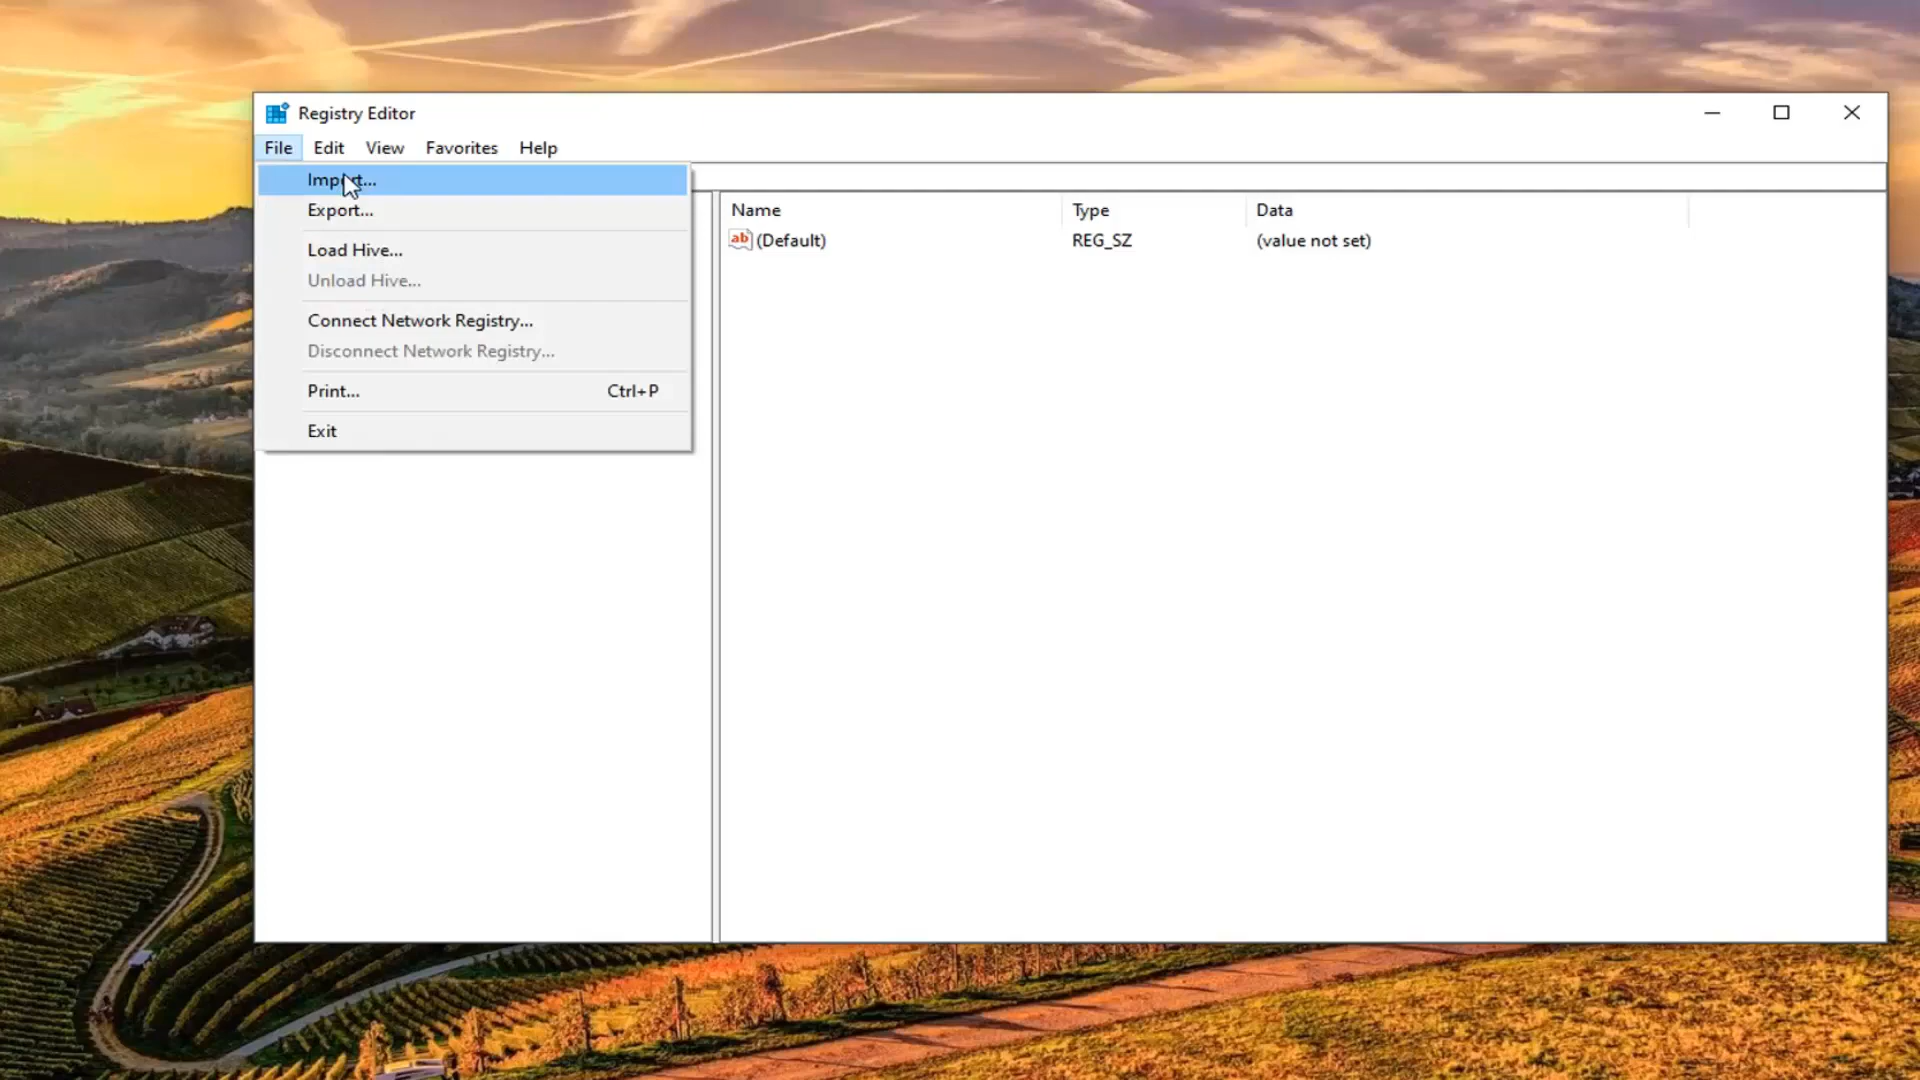 Registry Editor
File Edit View Favorites Help
Import...
Export...
Load Hive...
Unload Hive...
Connect Network Registry...
Disconnect Network Registry...
Print... Ctrl+P
Exit
Name Type Data
ab (Default) REG_SZ (value not set)